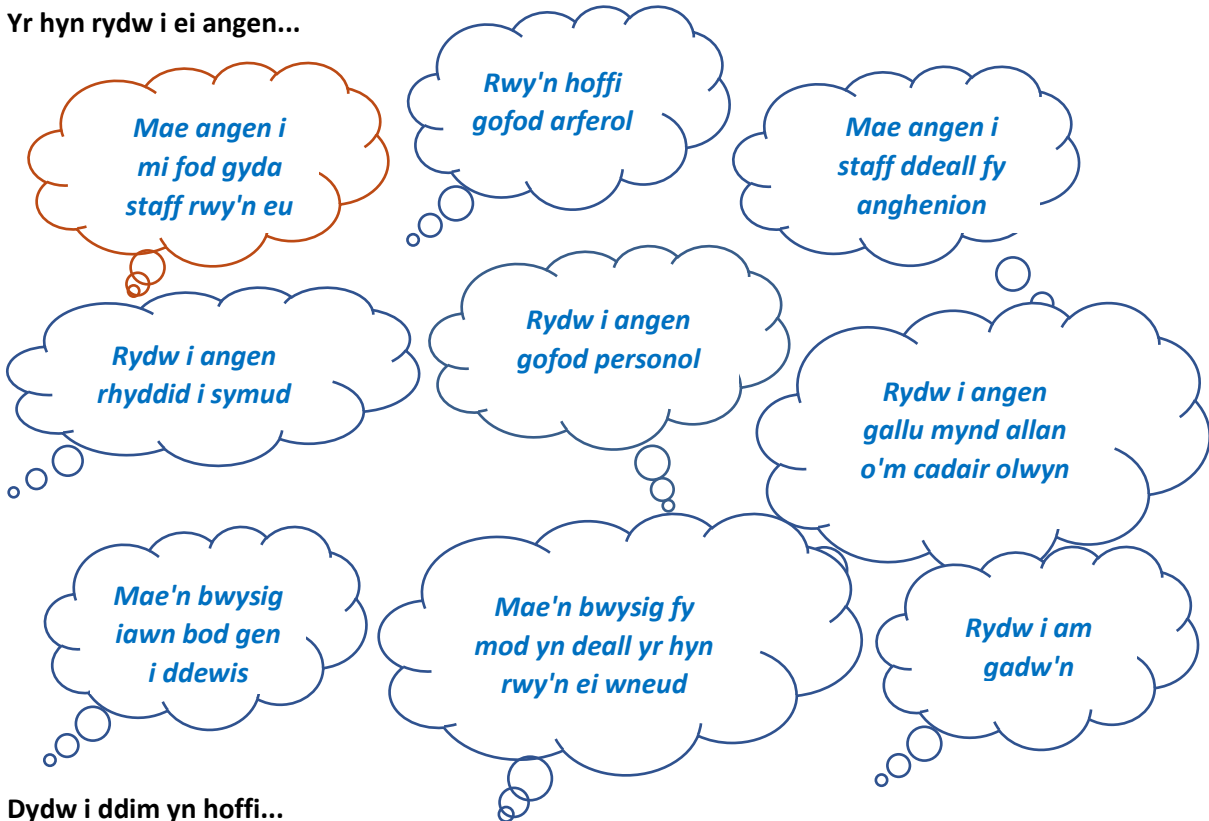 Yr hyn rydw i ei angen...
Mae angen i
mi fod gyda
staff rwy'n eu
Rwy'n hoffi
gofod arferol
Mae angen i
staff ddeall fy
anghenion
Rydw i angen
rhyddid i symud
Rydw i angen
gofod personol
Rydw i angen
gallu mynd allan
o'm cadair olwyn
Mae'n bwysig
iawn bod gen
i ddewis
Mae'n bwysig fy
mod yn deall yr hyn
rwy'n ei wneud
Rydw i am
gadw'n
Dydw i ddim yn hoffi...